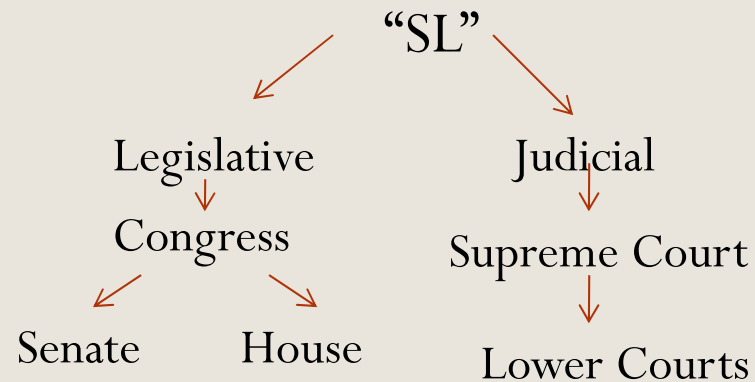 “SL”
Legislative
Judicial
Congress
Supreme Court
Senate
House
Lower Courts